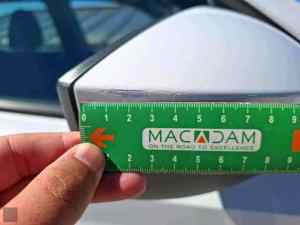 0 1 2 3 4 5 6 7 8 9
MACADAM
ON THE ROAD TO EXCELLENCE
1 2 3 4 5 6 7 8 9